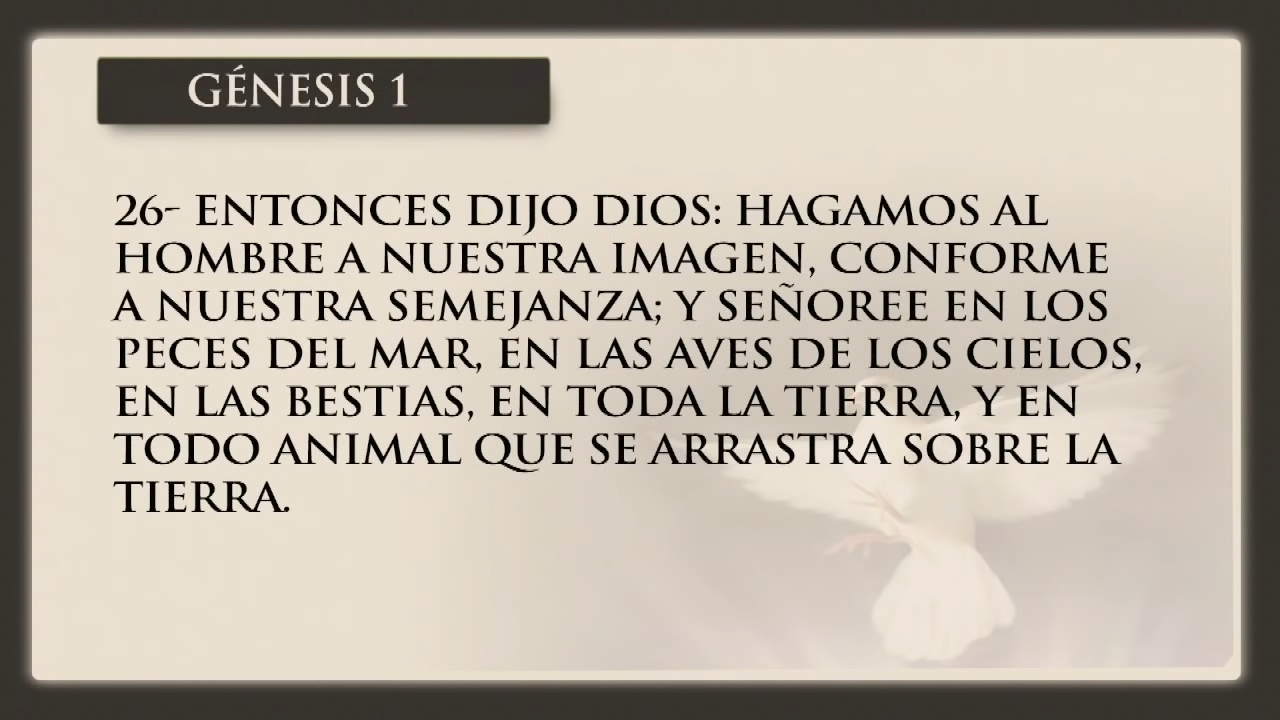 GÉNESIS 1
26- ENTONCES DIJO DIOS: HAGAMOS AL
HOMBRE A NUESTRA IMAGEN, CONFORME
A NUESTRA SEMEJANZA; Y SEÑOREE EN LOS
PECES DEL MAR, EN LAS AVES DE LOS CIELOS,
EN LAS BESTIAS, EN TODA LA TIERRA, Y EN
TODO ANIMAL QUE SE ARRASTRA SOBRE LA
TIERRA.